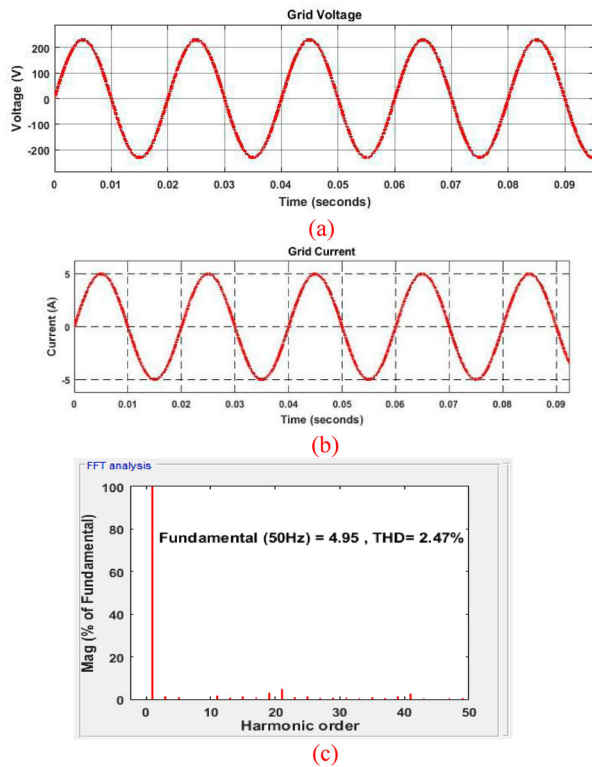 Grid Voltage
Voltage (V)
200
100
0
-100
-200
0 0.01 0.02 0.03 0.04 0.05 0.06 0.07 0.08 0.09
Time (seconds)
(a)
Grid Current
Current (A)
5
0
-5
0 0.01 0.02 0.03 0.04 0.05 0.06 0.07 0.08 0.09
Time (seconds)
(b)
FFT analysis
Mag (% of Fundamental)
100
80
60
40
20
0
Fundamental (50Hz) = 4.95 , THD= 2.47%
0 10 20 30 40 50
Harmonic order
(c)